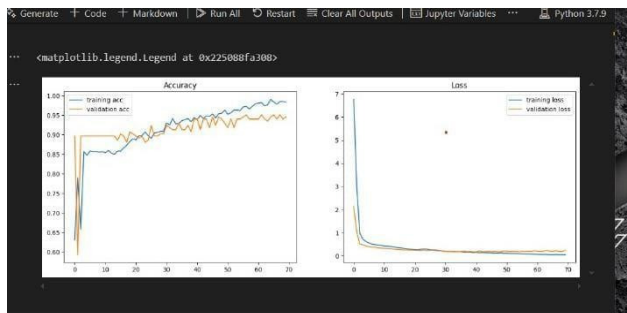 Generate + Code + Markdown | Run All Restart Clear All Outputs | Jupyter Variables ... Python 3.7.9
... <matplotlib.legend.Legend at 0x225088fa308>
...
Accuracy
training acc
validation acc
1.00
0.95
0.90
0.85
0.80
0.75
0.70
0.65
0.60
0 10 20 30 40 50 60 70
Loss
training loss
validation loss
7
6
5
4
3
2
1
0
0 10 20 30 40 50 60 70